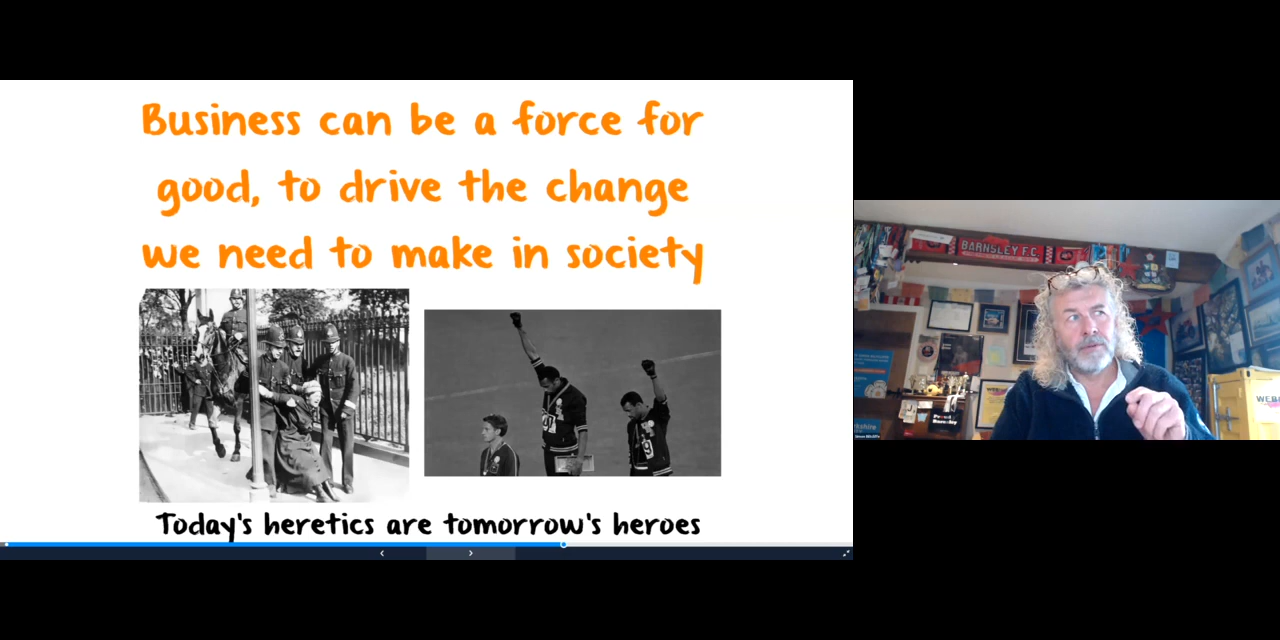 Business can be a force for
good, to drive the change
we need to make in society
Today's heretics are tomorrow's heroes
BARNSLEY F.C.